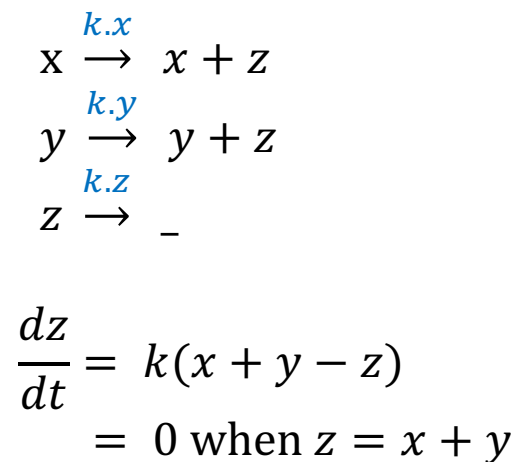 k.x
x → x + z
k.y
y → y + z
k.z
z → _
dz/dt = k(x + y − z)
= 0 when z = x + y